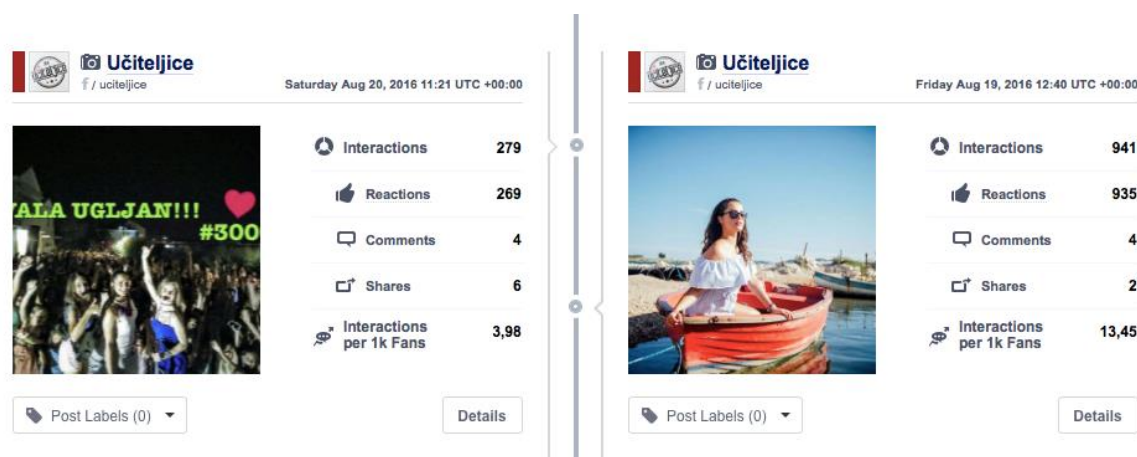 Učiteljice
f / uciteljice
Saturday Aug 20, 2016 11:21 UTC +00:00
ALA UGLJAN!!!
#300
Interactions 279
Reactions 269
Comments 4
Shares 6
Interactions
per 1k Fans 3,98
Post Labels (0)
Details
Učiteljice
f / uciteljice
Friday Aug 19, 2016 12:40 UTC +00:00
Interactions 941
Reactions 935
Comments 4
Shares 2
Interactions
per 1k Fans 13,45
Post Labels (0)
Details